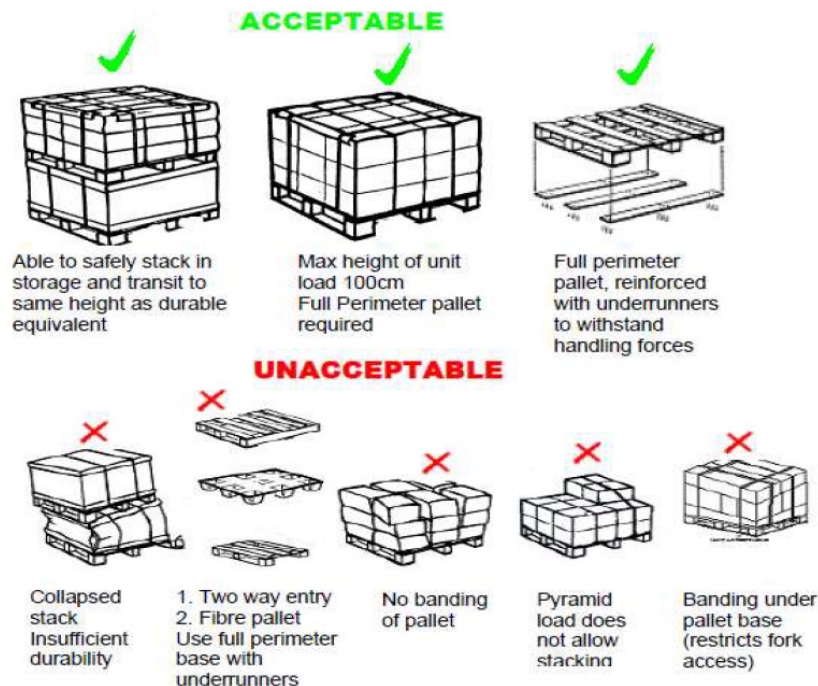 ACCEPTABLE
Able to safely stack in
storage and transit to
same height as durable
equivalent
Max height of unit
load 100cm
Full Perimeter pallet
required
Full perimeter
pallet, reinforced
with underrunners
to withstand
handling forces
UNACCEPTABLE
Collapsed
stack
Insufficient
durability
1. Two way entry
2. Fibre pallet
Use full perimeter
base with
underrunners
No banding
of pallet
Pyramid
load does
not allow
stacking
Banding under
pallet base
(restricts fork
access)